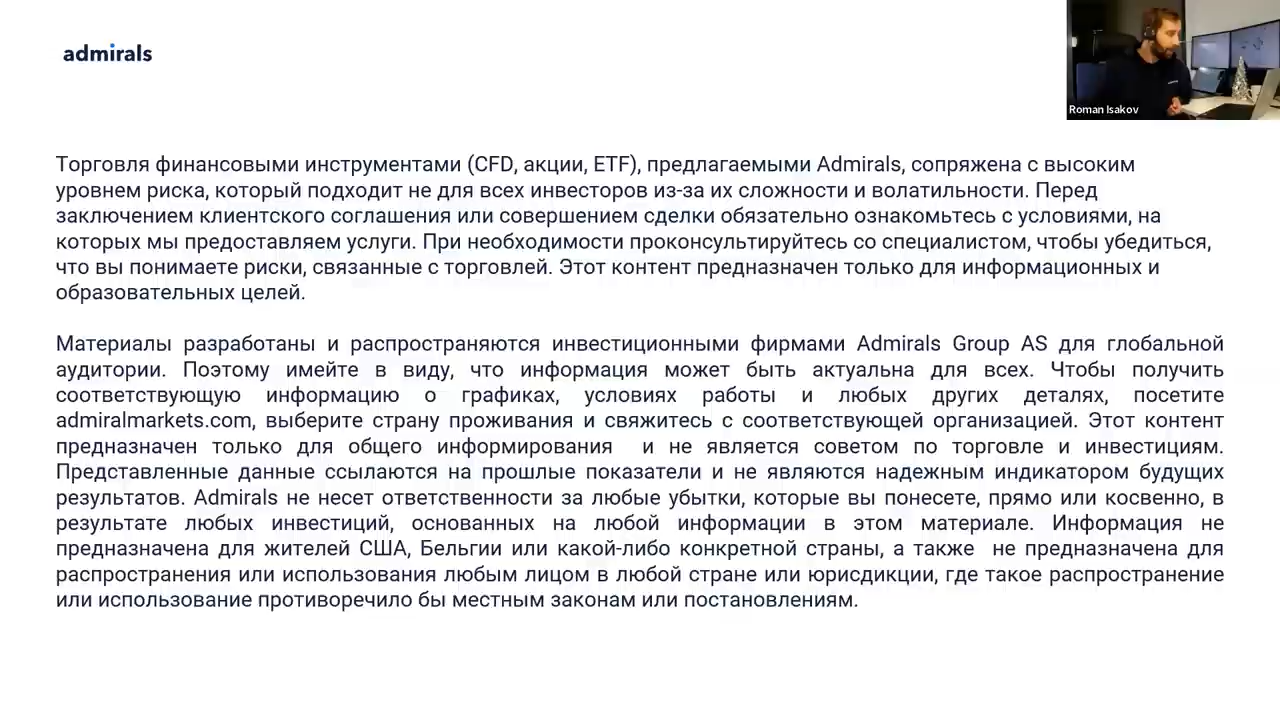 admirals
Roman Isakov
Торговля финансовыми инструментами (CFD, акции, ETF), предлагаемыми Admirals, сопряжена с высоким
уровнем риска, который подходит не для всех инвесторов из-за их сложности и волатильности. Перед
заключением клиентского соглашения или совершением сделки обязательно ознакомьтесь с условиями, на
которых мы предоставляем услуги. При необходимости проконсультируйтесь со специалистом, чтобы убедиться,
что вы понимаете риски, связанные с торговлей. Этот контент предназначен только для информационных и
образовательных целей.
Материалы разработаны и распространяются инвестиционными фирмами Admirals Group AS для глобальной
аудитории. Поэтому имейте в виду, что информация может быть актуальна для всех. Чтобы получить
соответствующую информацию о графиках, условиях работы и любых других деталях, посетите
admiralmarkets.com, выберите страну проживания и свяжитесь с соответствующей организацией. Этот контент
предназначен только для общего информирования и не является советом по торговле и инвестициям.
Представленные данные ссылаются на прошлые показатели и не являются надежным индикатором будущих
результатов. Admirals не несет ответственности за любые убытки, которые вы понесете, прямо или косвенно, в
результате любых инвестиций, основанных на любой информации в этом материале. Информация не
предназначена для жителей США, Бельгии или какой-либо конкретной страны, а также не предназначена для
распространения или использования любым лицом в любой стране или юрисдикции, где такое распространение
или использование противоречило бы местным законам или постановлениям.